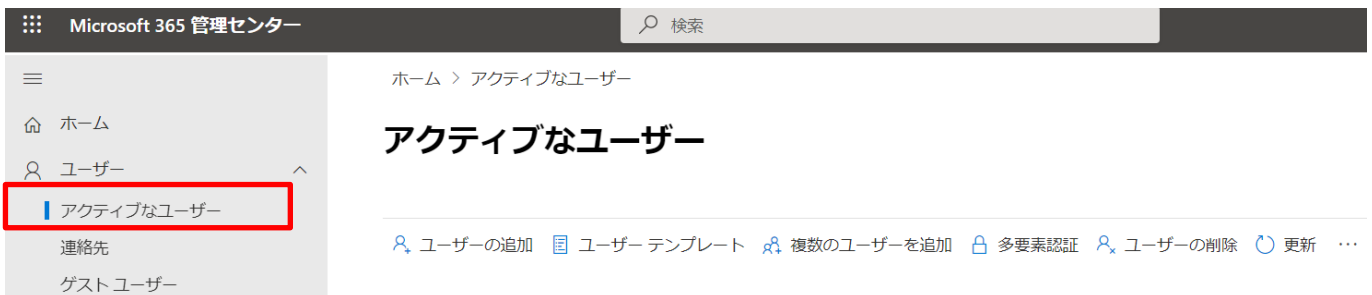 Microsoft 365 管理センター
検索
ホーム > アクティブなユーザー
ホーム
アクティブなユーザー
ユーザー
アクティブなユーザー
連絡先
ゲスト ユーザー
ユーザーの追加 ユーザー テンプレート 複数のユーザーを追加 多要素認証 ユーザーの削除 更新 …